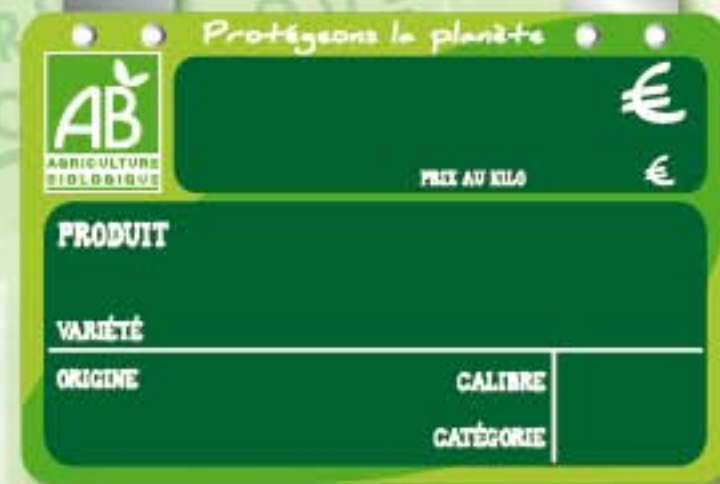 Protégeons la planète
AB
AGRICULTURE
BIOLOGIQUE
€
PRIX AU KILO €
PRODUIT
VARIÉTÉ
ORIGINE CALIBRE
CATÉGORIE